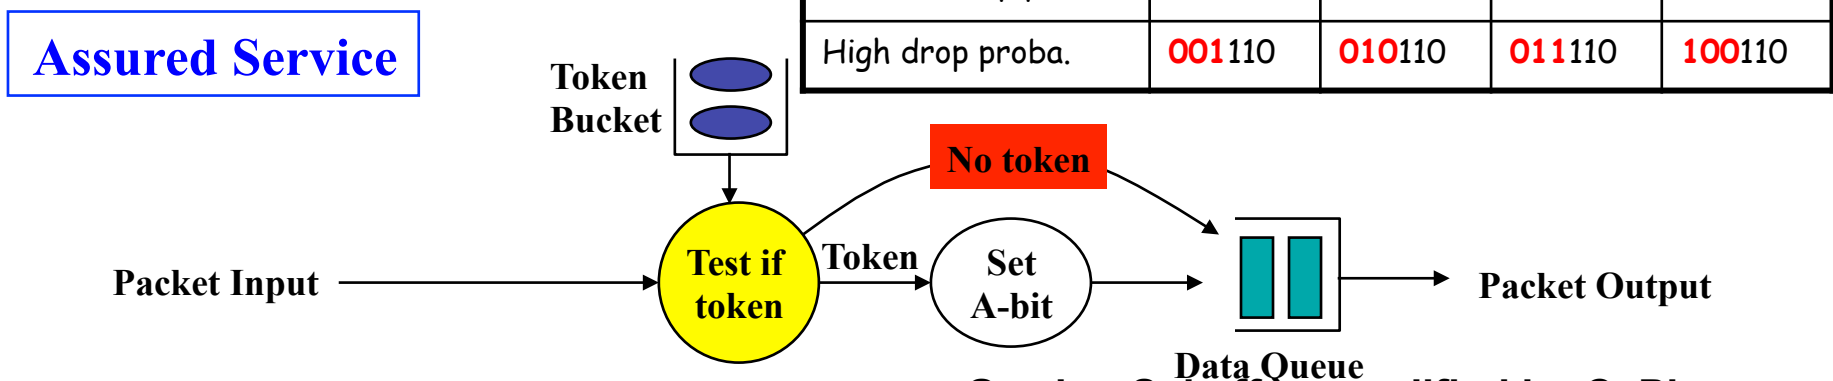 Assured Service
High drop proba. 001110 010110 011110 100110
Token
Bucket
No token
Packet Input
Test if
token
Token
Set
A-bit
Packet Output
Data Queue